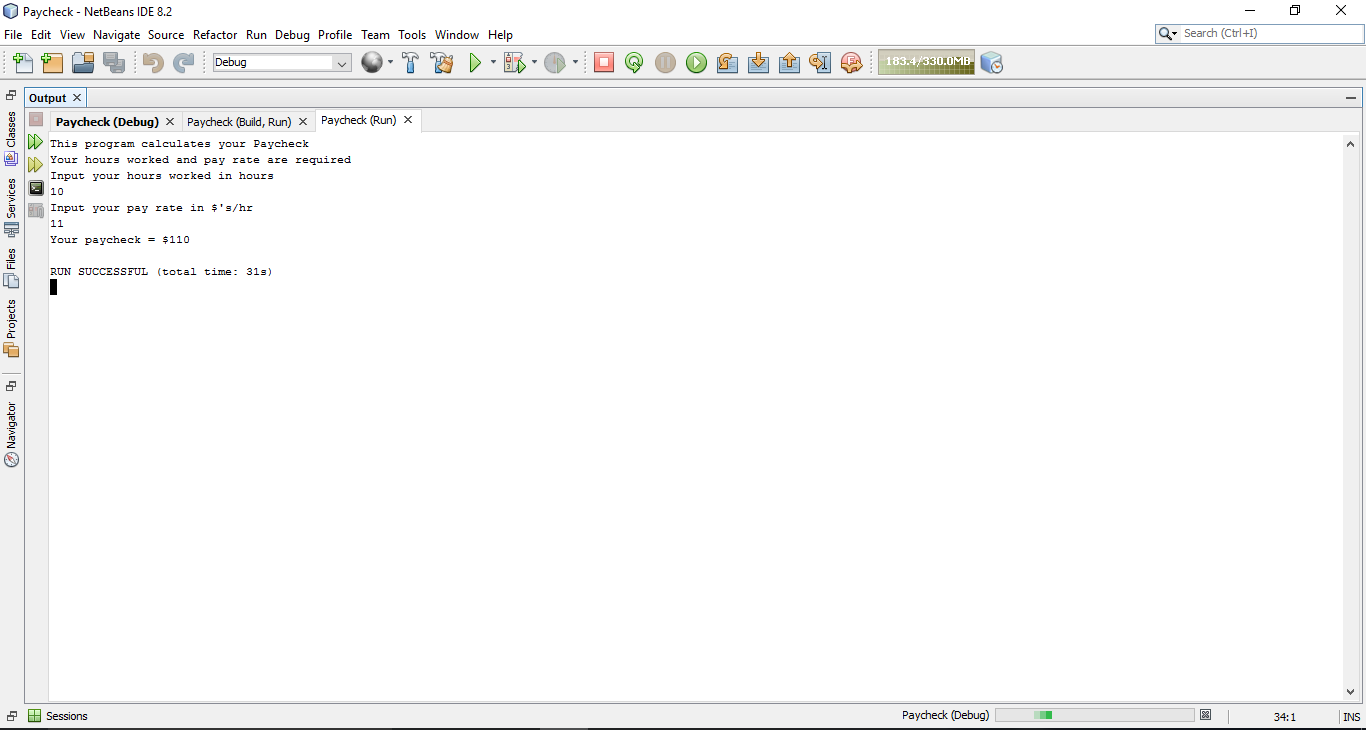 Paycheck - NetBeans IDE 8.2
File Edit View Navigate Source Refactor Run Debug Profile Team Tools Window Help
Search (Ctrl+I)
Debug
183.4/330.0MB
Output
Paycheck (Debug) Paycheck (Build, Run) Paycheck (Run)
Classes
Services
Files
Projects
Navigator
This program calculates your Paycheck
Your hours worked and pay rate are required
Input your hours worked in hours
10
Input your pay rate in $'s/hr
11
Your paycheck = $110
RUN SUCCESSFUL (total time: 31s)
Sessions
Paycheck (Debug)
34:1
INS